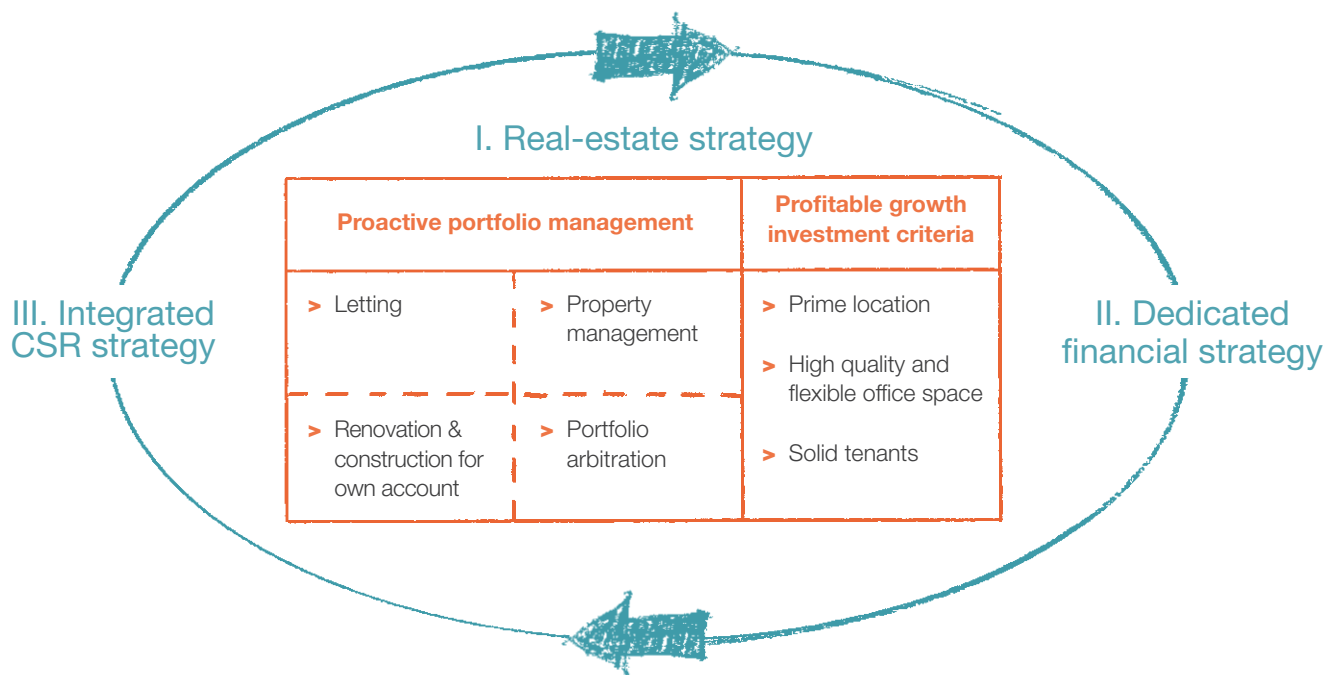 I. Real-estate strategy
Proactive portfolio management
Profitable growth
investment criteria
> Letting
> Property
management
> Renovation &
construction for
own account
> Portfolio
arbitration
> Prime location
> High quality and
flexible office space
> Solid tenants
II. Dedicated
financial strategy
III. Integrated
CSR strategy